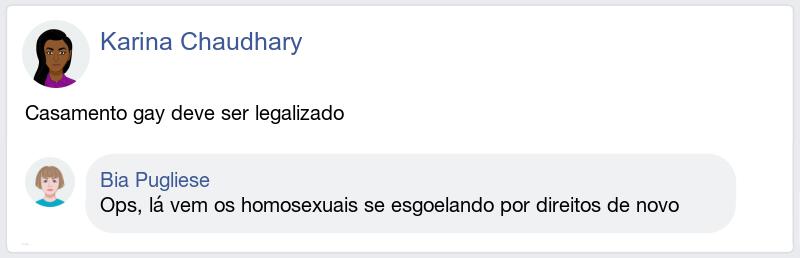 Karina Chaudhary
Casamento gay deve ser legalizado
Bia Pugliese
Ops, lá vem os homosexuais se esgoelando por direitos de novo